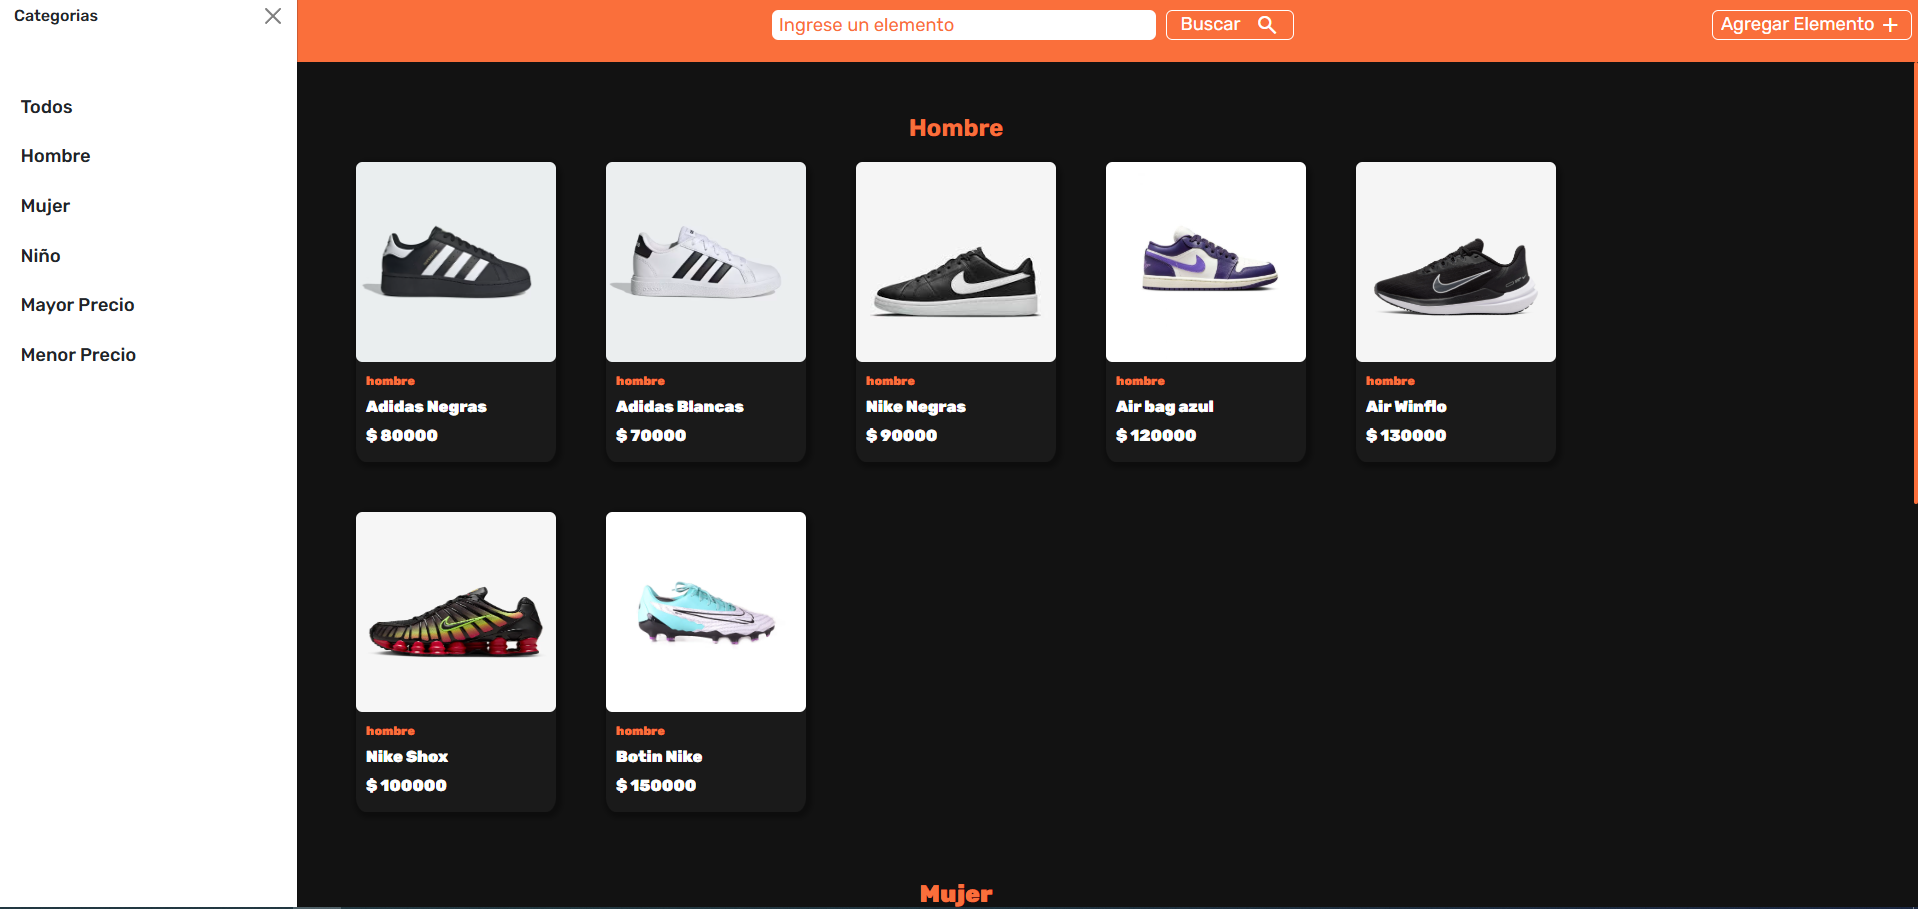 Categorias
Todos
Hombre
Mujer
Niño
Mayor Precio
Menor Precio
Ingrese un elemento
Buscar
Agregar Elemento
Hombre
hombre
Adidas Negras
$ 80000
hombre
Adidas Blancas
$ 70000
hombre
Nike Negras
$ 90000
hombre
Air bag azul
$ 120000
hombre
Air Winflo
$ 130000
hombre
Nike Shox
$ 100000
hombre
Botin Nike
$ 150000
Mujer